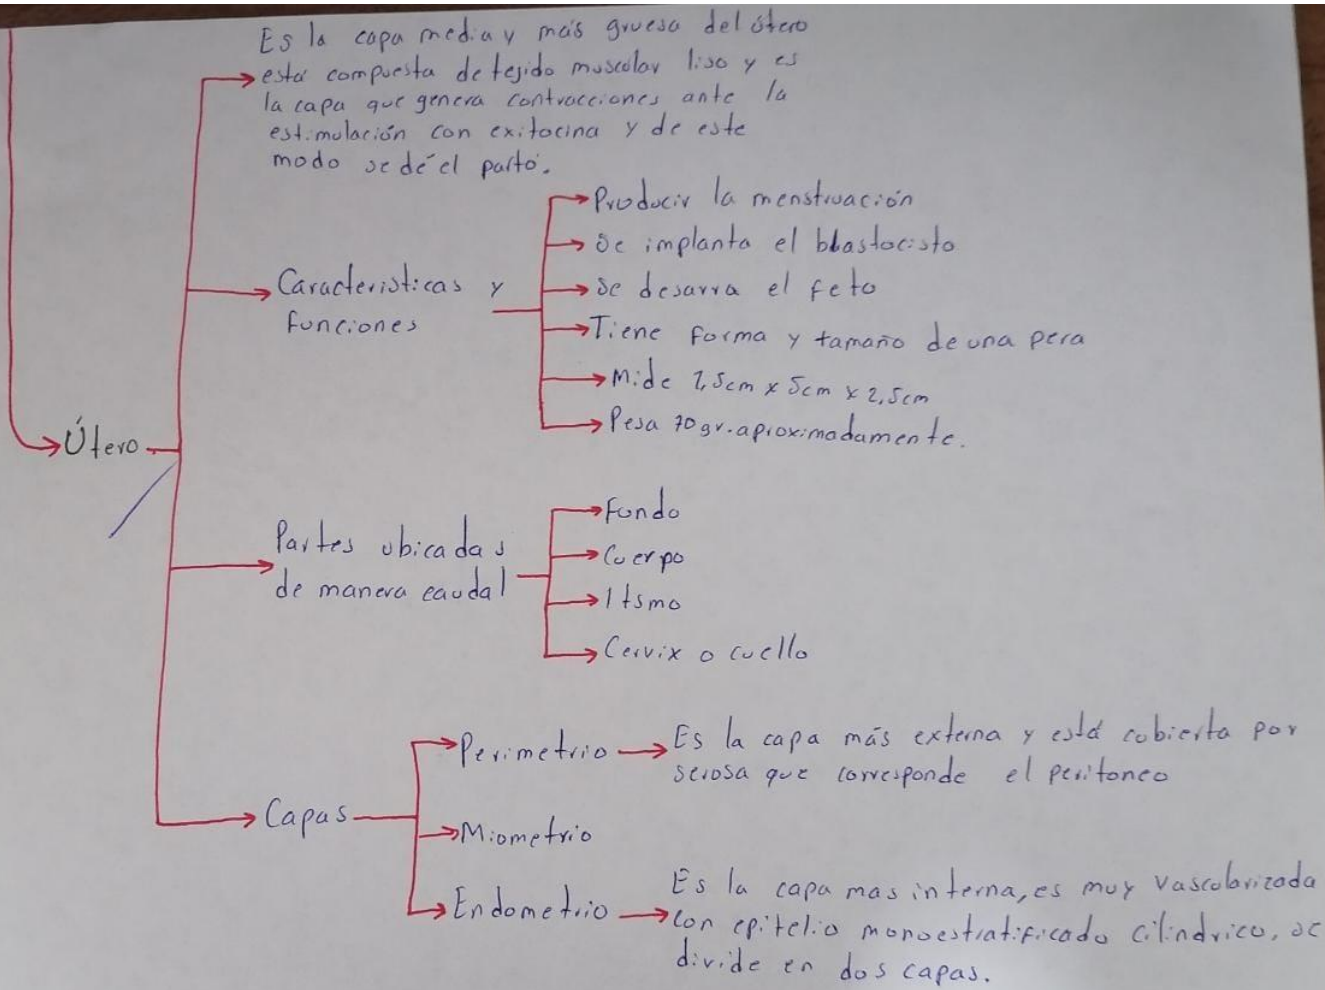 Es la capa media y más gruesa del útero
está compuesta de tejido muscolar liso y es
la capa que genera contracciones ante la
estimulación con exitocina y de este
modo se dé el parto.
Producir la menstruación
Se implanta el blastocisto
Caracteristicas y
funciones
Se desarra el feto
Tiene forma y tamaño de una pera
Mide 7,5cm x 5cm x 2,5cm
Pesa 70gr. aproximadamente.
Útero
Partes ubicadas
de manera caudal
Fondo
Cuerpo
Itsmo
Cervix o cuello
Capas
Perimetrio
Es la capa más externa y está cubierta por
serosa que corresponde el peritoneo
Miometrio
Endometrio
Es la capa mas interna, es muy vascularizada
con epitelio monoestratificado cilíndrico, se
divide en dos capas.